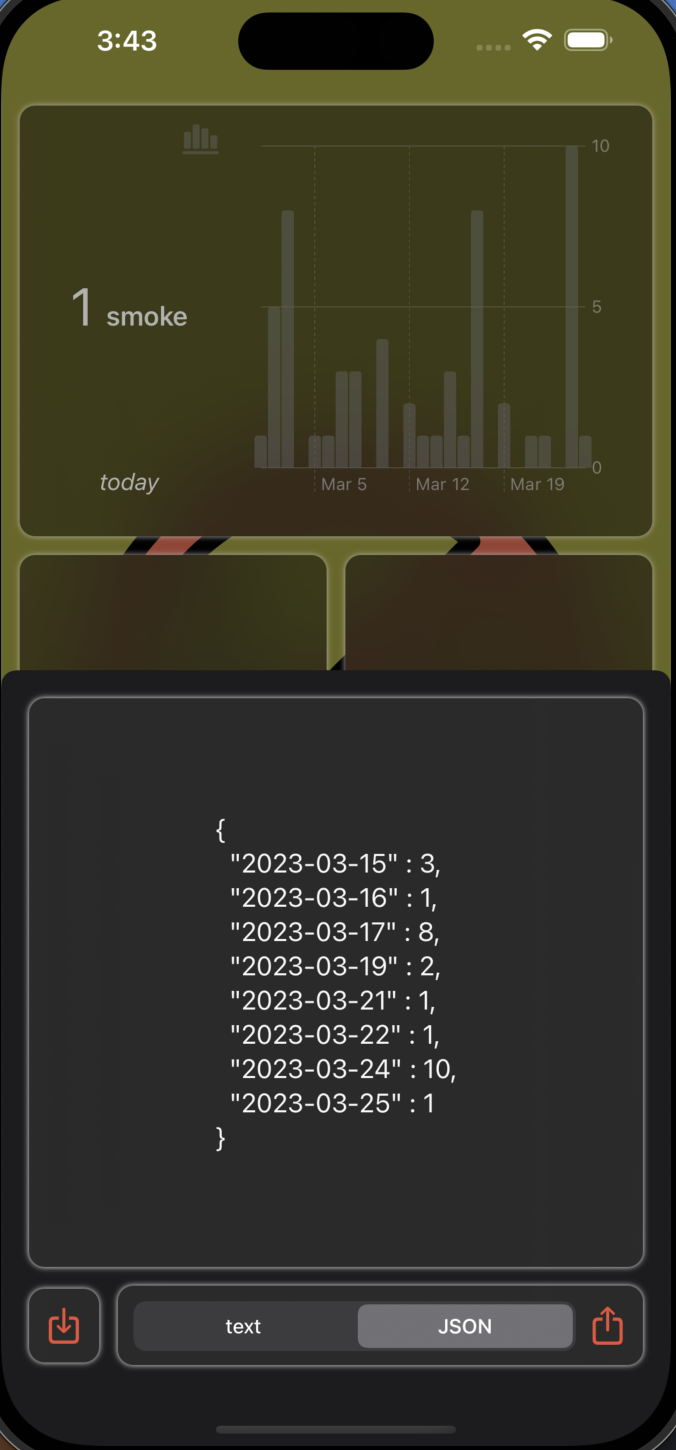 3:43
10
1 smoke
5
0
today
Mar 5 Mar 12 Mar 19
{
"2023-03-15" : 3,
"2023-03-16" : 1,
"2023-03-17" : 8,
"2023-03-19" : 2,
"2023-03-21" : 1,
"2023-03-22" : 1,
"2023-03-24" : 10,
"2023-03-25" : 1
}
text JSON